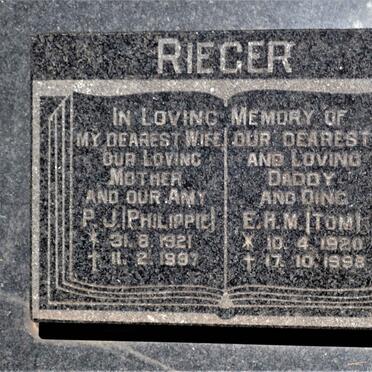 RIEGER
IN LOVING MEMORY OF
MY DEAREST WIFE
OUR LOVING
MOTHER
AND OUR AMY
P. J. (PHILIPPIE)
* 31. 8. 1921
† 11. 2. 1997
OUR DEAREST
AND LOVING
DADDY
AND DING
E. H. M. (TOM)
* 10. 4. 1920
† 17. 10. 1998